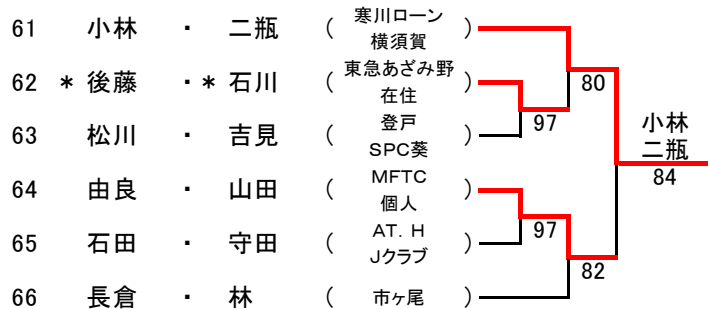 61 小林 ・ 二瓶 ( 寒川ローン 横須賀 )
62 * 後藤 ・ * 石川 ( 東急あざみ野 在住 )
63 松川 ・ 吉見 ( 登戸 SPC葵 )
64 由良 ・ 山田 ( MFTC 個人 )
65 石田 ・ 守田 ( AT. H Jクラブ )
66 長倉 ・ 林 ( 市ヶ尾 )
80
97
小林
二瓶
84
97
82